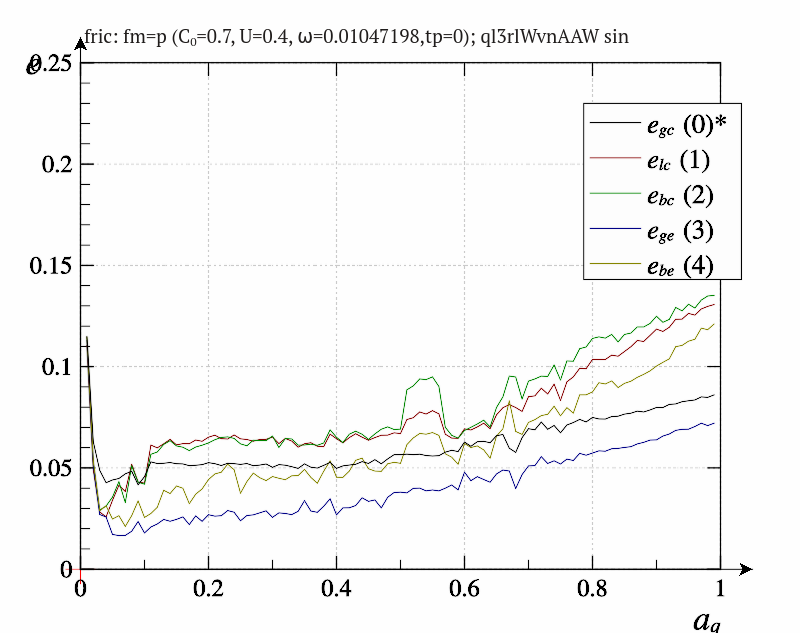 fric: fm=p (C₀=0.7, U=0.4, ω=0.01047198,tp=0); ql3rlWvnAAW sin
e
0.25
0.2
0.15
0.1
0.05
0
0 0.2 0.4 0.6 0.8 1
a_q
e_gc (0)*
e_lc (1)
e_bc (2)
e_ge (3)
e_be (4)